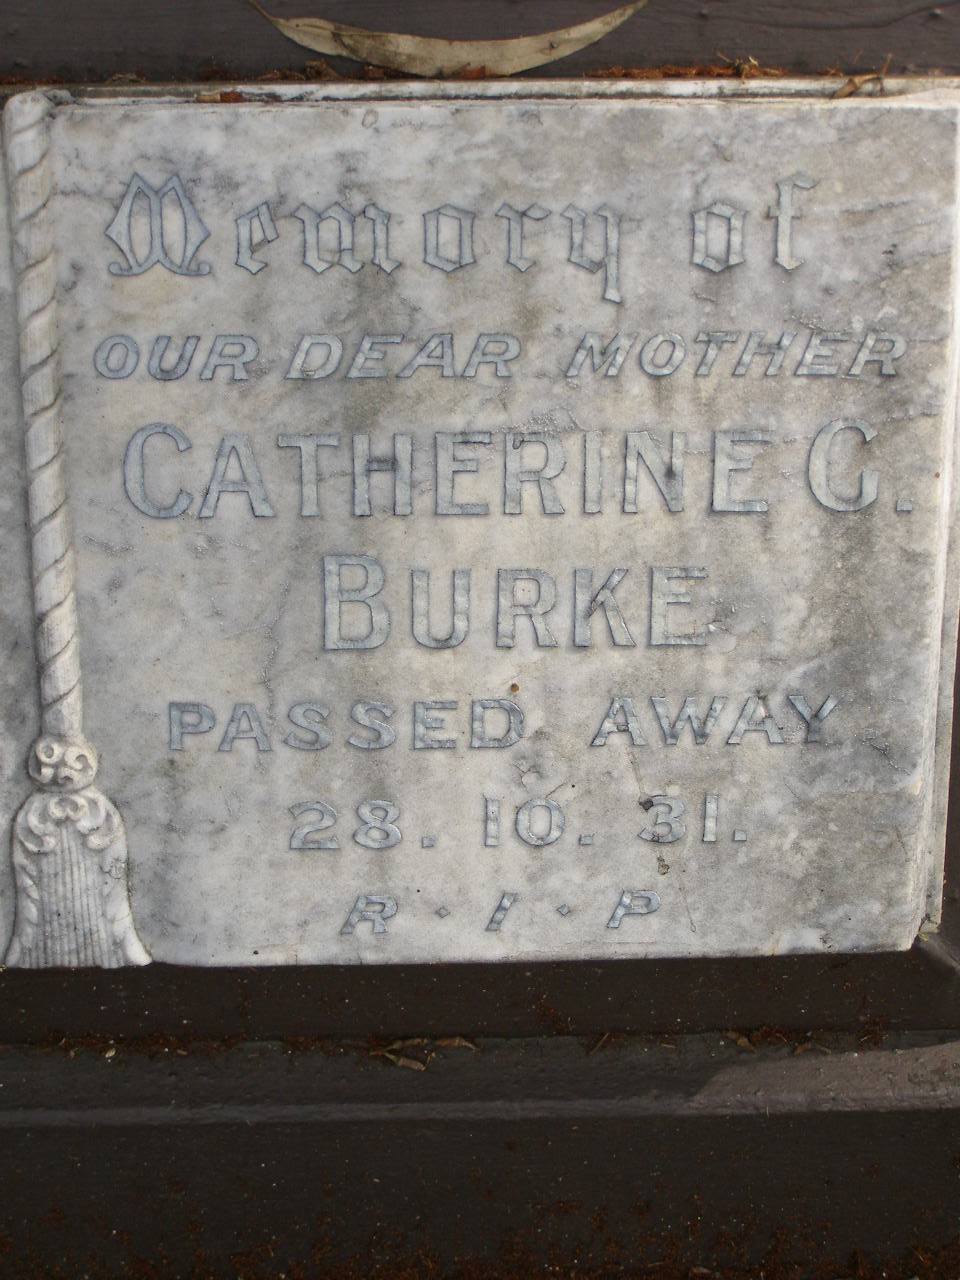 Memory of
OUR DEAR MOTHER
CATHERINE G.
BURKE
PASSED AWAY
28. 10. 31.
R · I · P